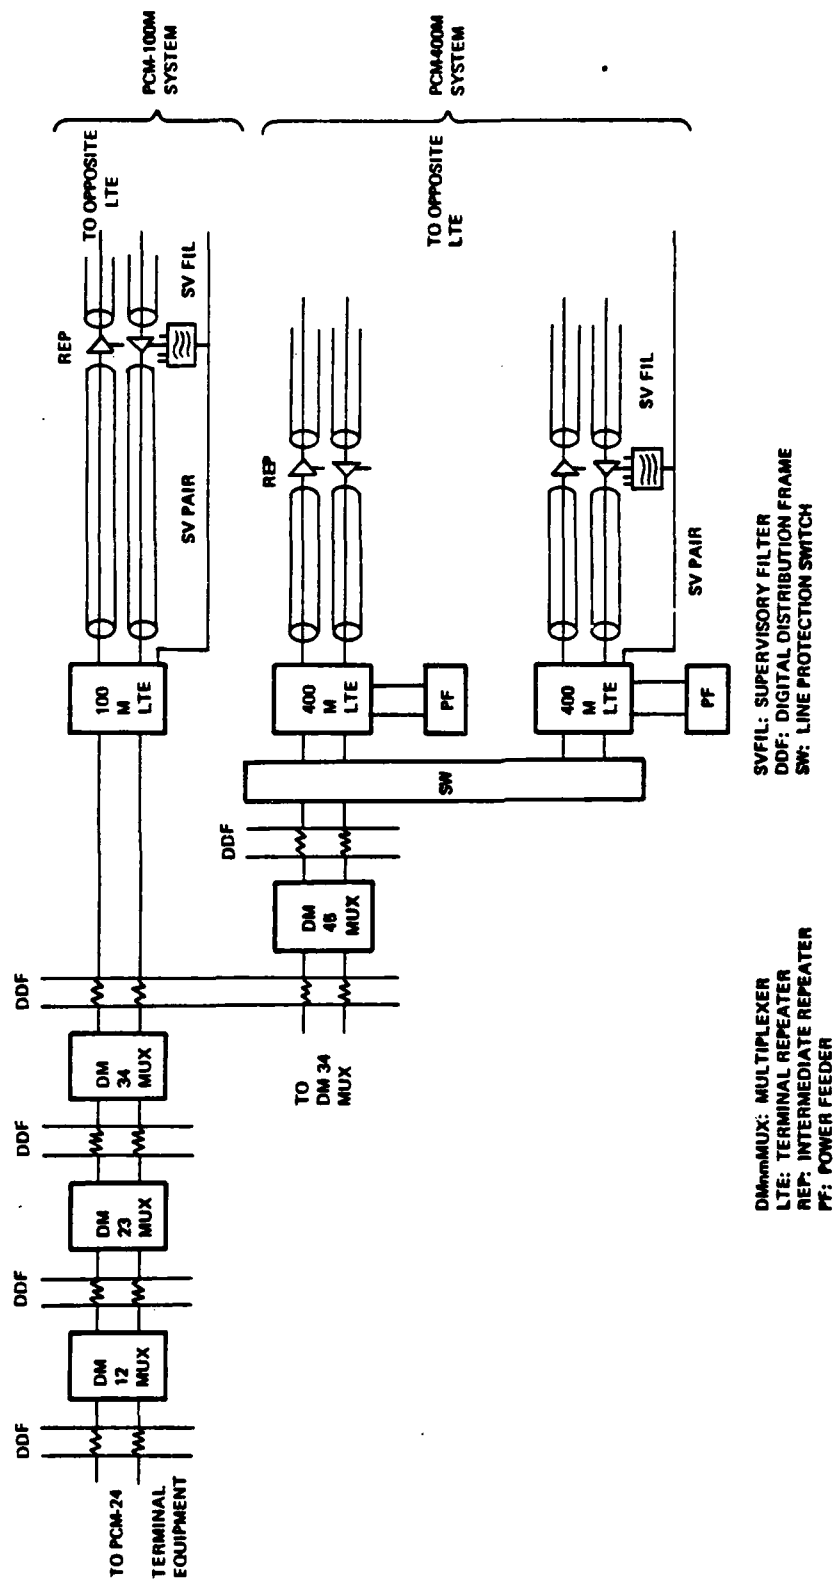 PCM-100M
SYSTEM
PCM-400M
SYSTEM
TO OPPOSITE
LTE
REP
SV FIL
SV PAIR
100
M
LTE
DDF
DM
34
MUX
DDF
DM
23
MUX
DDF
DM
12
MUX
DDF
TO PCM-24
TERMINAL
EQUIPMENT
TO OPPOSITE
LTE
REP
400
M
LTE
PF
SW
DDF
DM
45
MUX
TO
DM 34
MUX
SV FIL
SV PAIR
400
M
LTE
PF
DMnmMUX: MULTIPLEXER
LTE: TERMINAL REPEATER
REP: INTERMEDIATE REPEATER
PF: POWER FEEDER
SVFIL: SUPERVISORY FILTER
DDF: DIGITAL DISTRIBUTION FRAME
SW: LINE PROTECTION SWITCH